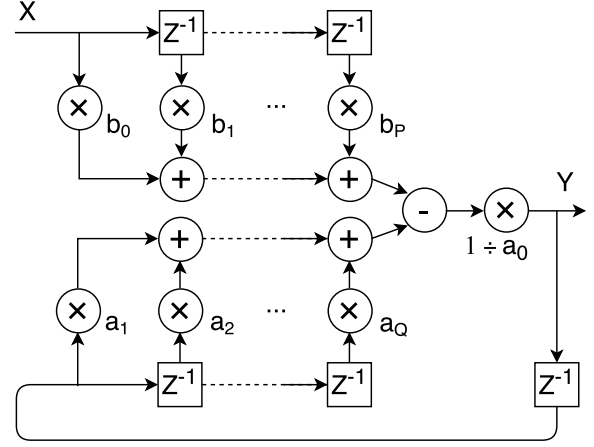 X
Z⁻¹ Z⁻¹
× × ... ×
b₀ b₁ bP
+ +
Y
- ×
1 ÷ a₀
+ +
× × ... ×
a₁ a₂ aQ
Z⁻¹ Z⁻¹ Z⁻¹